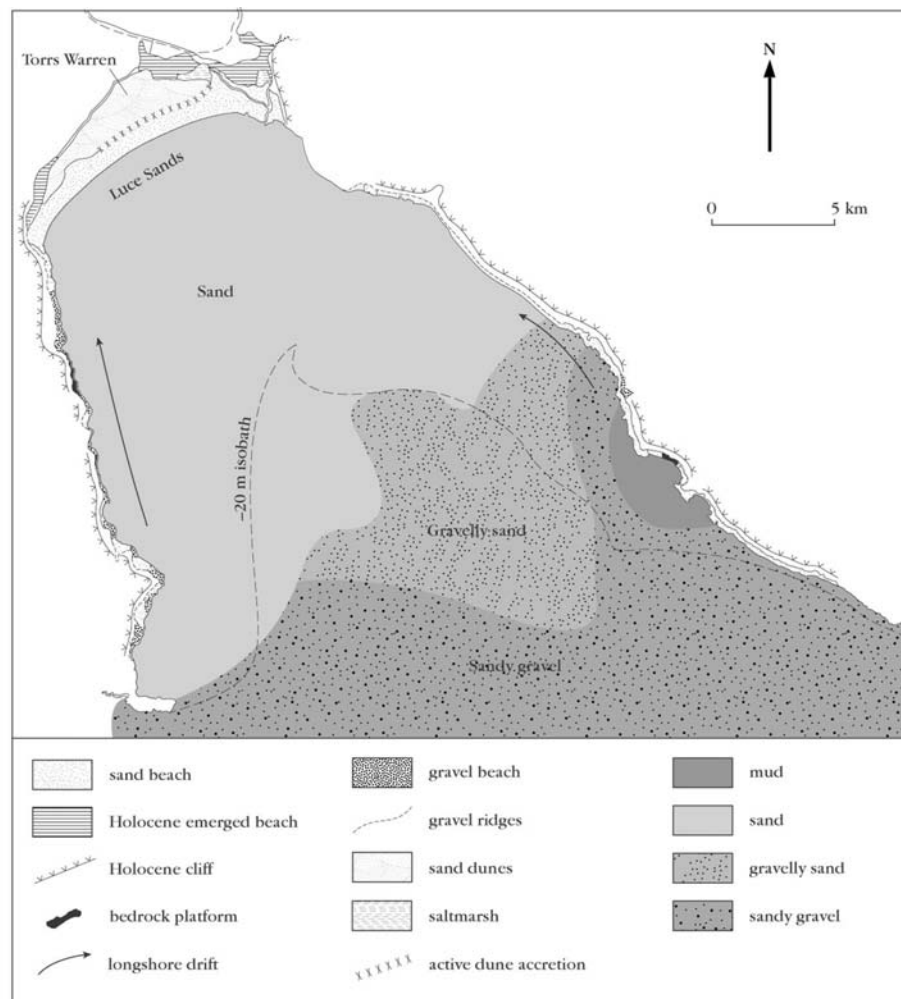 Torrs Warren
N
Luce Sands
0 5 km
Sand
–20 m isobath
Gravelly sand
Sandy gravel
sand beach
gravel beach
mud
Holocene emerged beach
gravel ridges
sand
Holocene cliff
sand dunes
gravelly sand
bedrock platform
saltmarsh
sandy gravel
longshore drift
active dune accretion